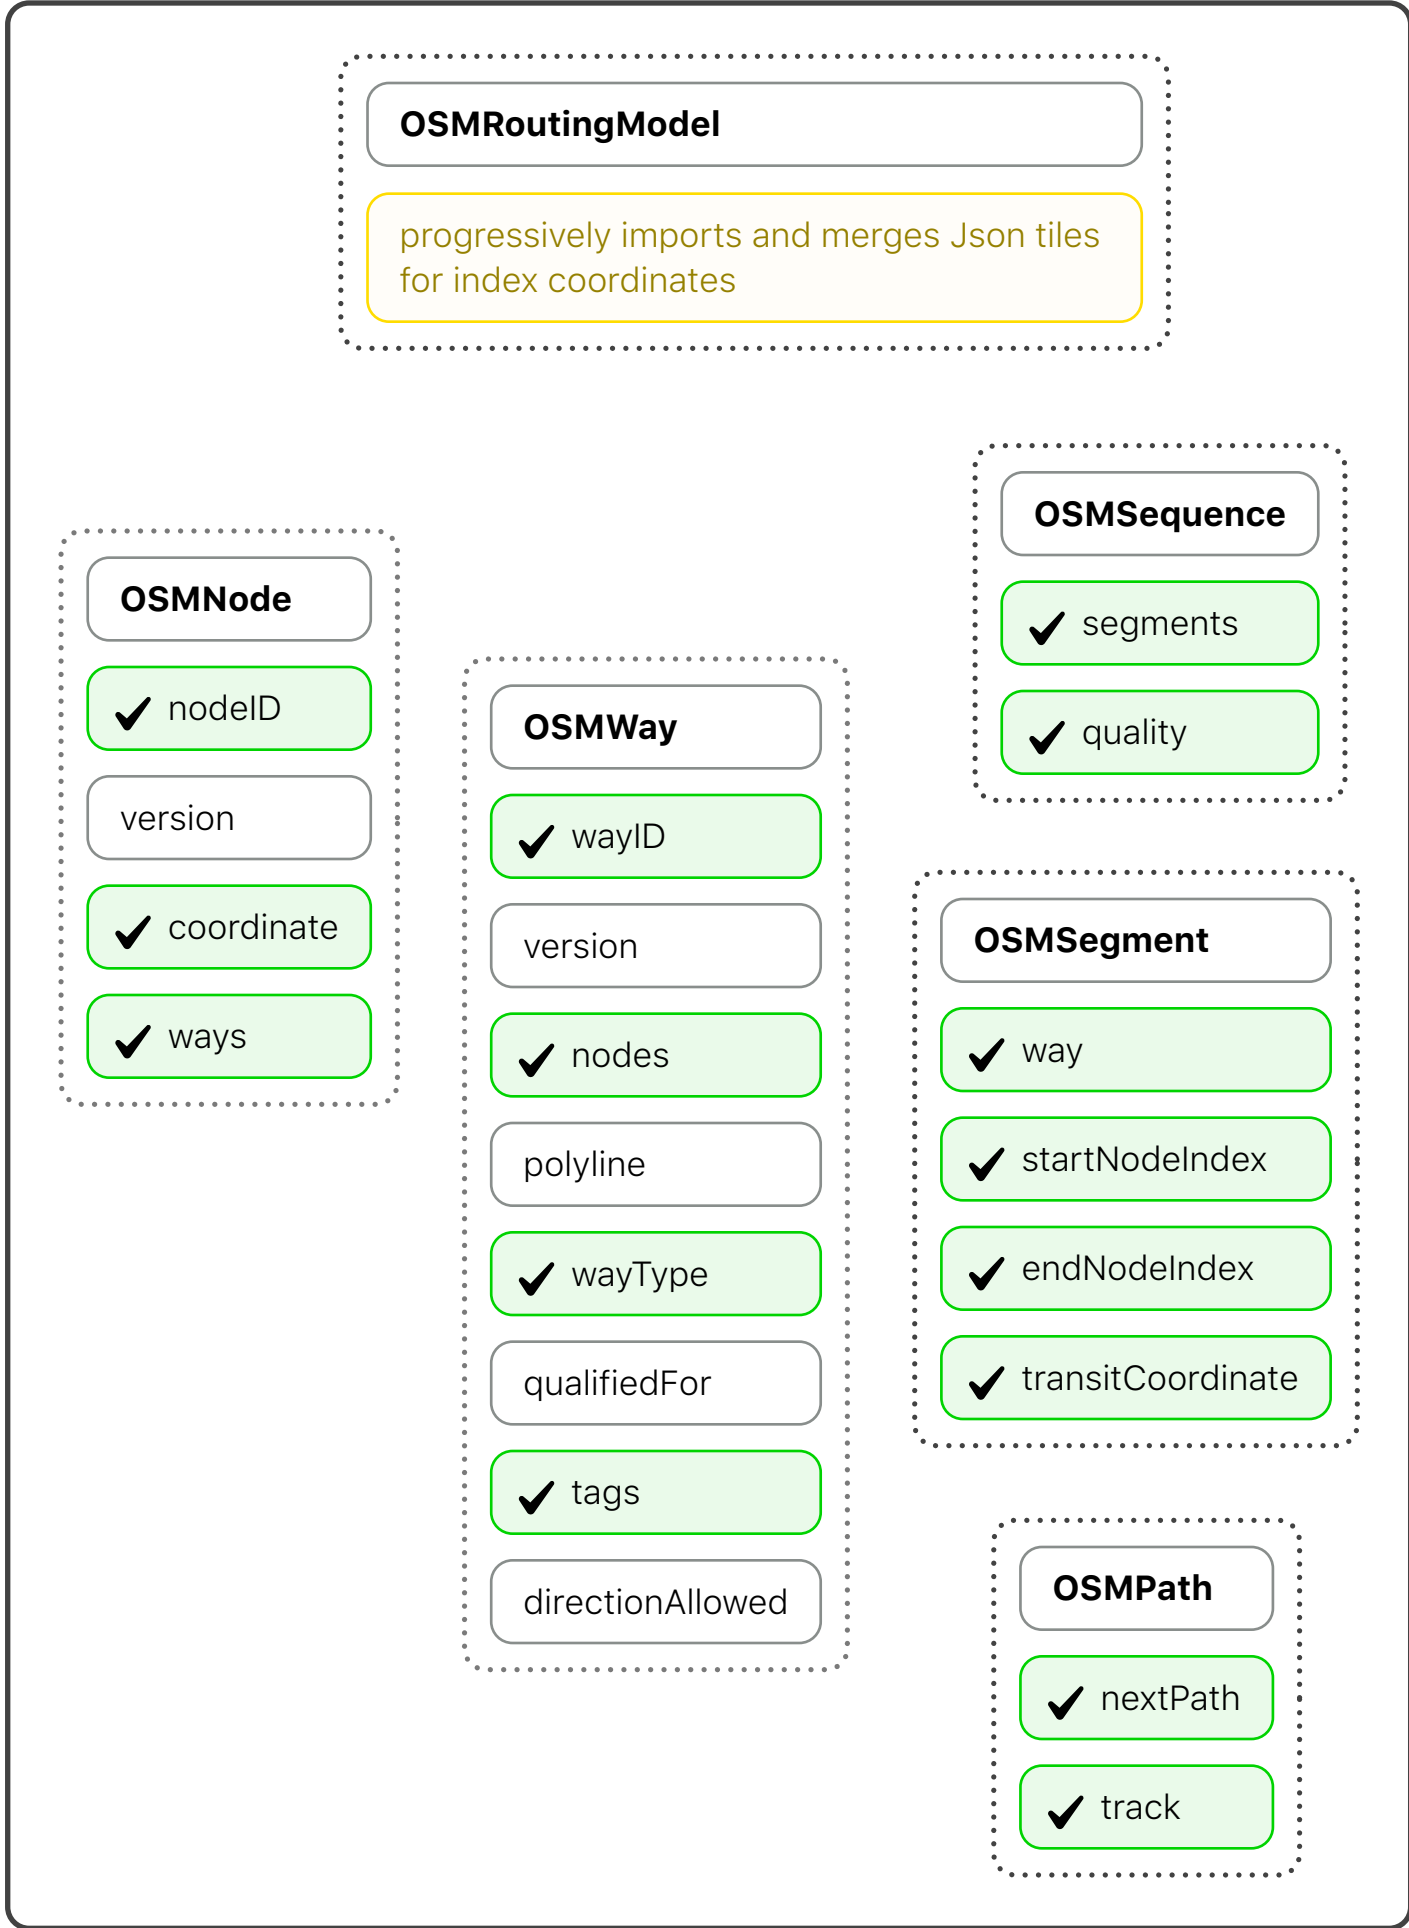 OSMRoutingModel
progressively imports and merges Json tiles
for index coordinates
OSMNode
nodeID
version
coordinate
ways
OSMWay
wayID
version
nodes
polyline
wayType
qualifiedFor
tags
directionAllowed
OSMSequence
segments
quality
OSMSegment
way
startNodeIndex
endNodeIndex
transitCoordinate
OSMPath
nextPath
track